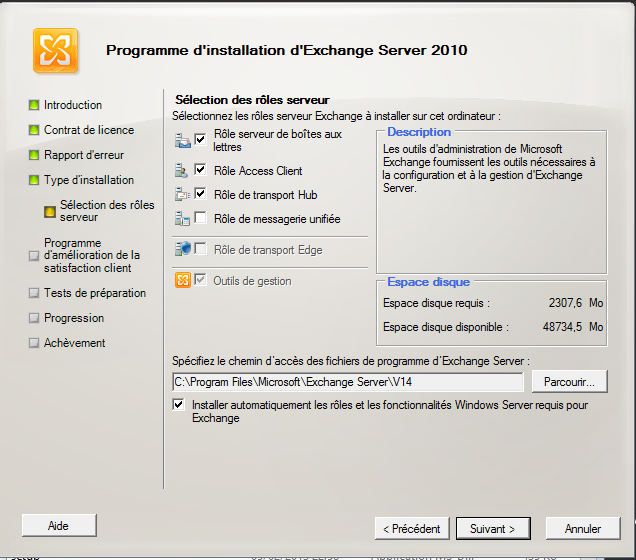 Programme d'installation d'Exchange Server 2010
Introduction
Contrat de licence
Rapport d'erreur
Type d'installation
Sélection des rôles
serveur
Programme
d'amélioration de la
satisfaction client
Tests de préparation
Progression
Achèvement
Sélection des rôles serveur
Sélectionnez les rôles serveur Exchange à installer sur cet ordinateur :
Rôle serveur de boîtes aux
lettres
Rôle Access Client
Rôle de transport Hub
Rôle de messagerie unifiée
Rôle de transport Edge
Outils de gestion
Description
Les outils d'administration de Microsoft
Exchange fournissent les outils nécessaires à
la configuration et à la gestion d'Exchange
Server.
Espace disque
Espace disque requis : 2307,6 Mo
Espace disque disponible : 48734,5 Mo
Spécifiez le chemin d'accès des fichiers de programme d'Exchange Server :
C:\Program Files\Microsoft\Exchange Server\V14
Parcourir...
Installer automatiquement les rôles et les fonctionnalités Windows Server requis pour
Exchange
Aide
< Précédent
Suivant >
Annuler